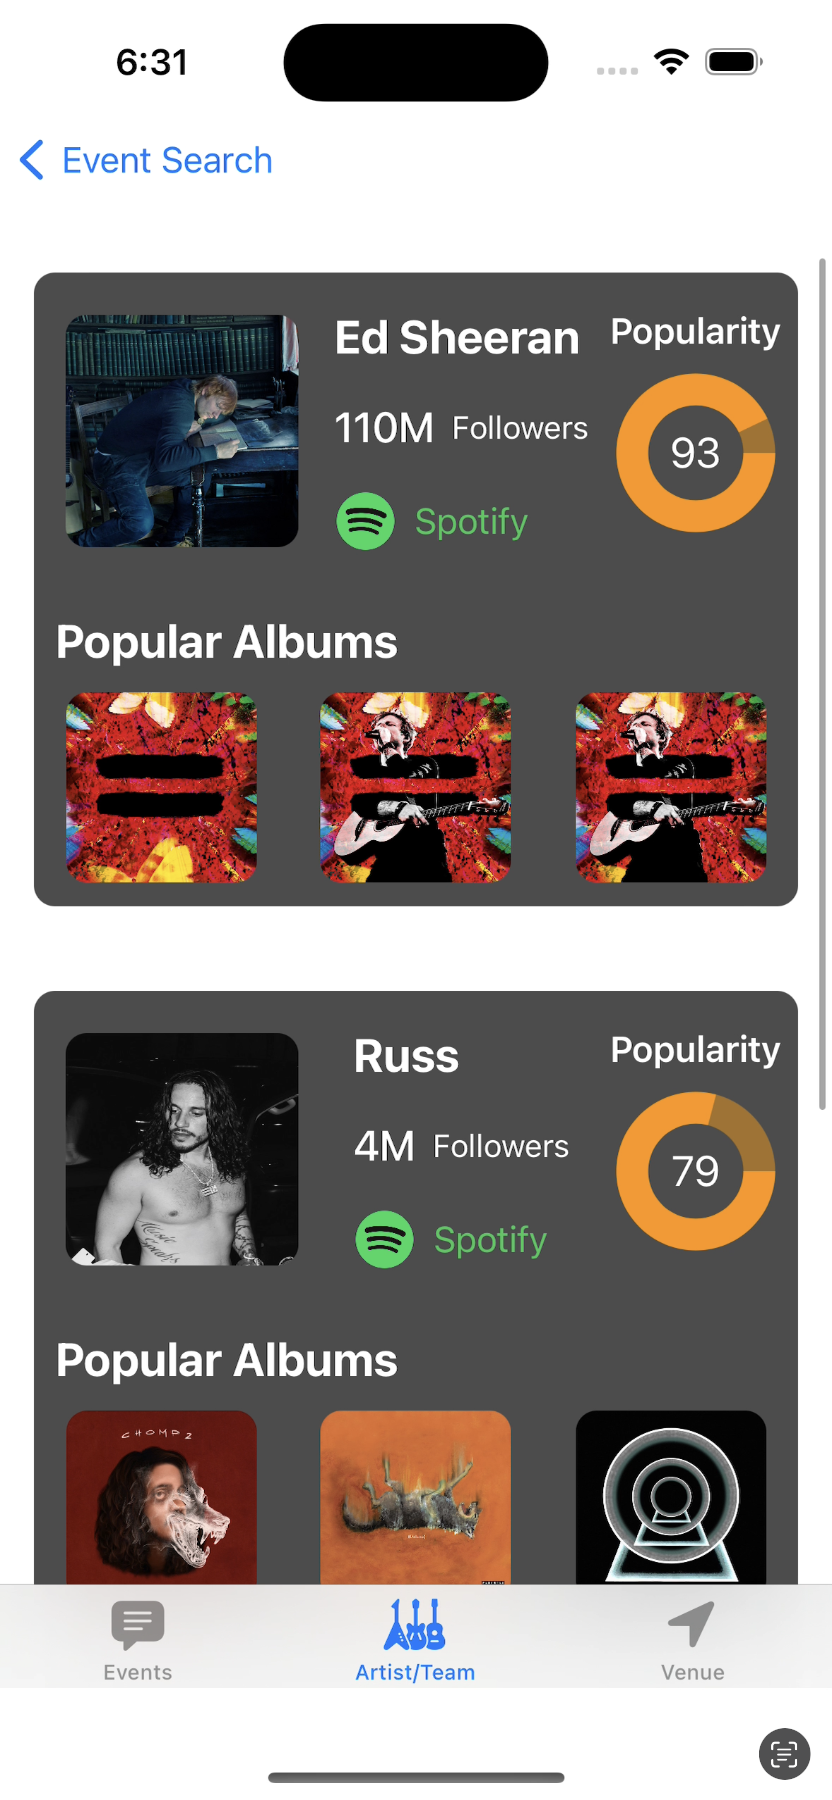 6:31
Event Search
Ed Sheeran
Popularity
110M Followers
93
Spotify
Popular Albums
Russ
Popularity
4M Followers
79
Spotify
Popular Albums
CHOMP 2
Events
Artist/Team
Venue